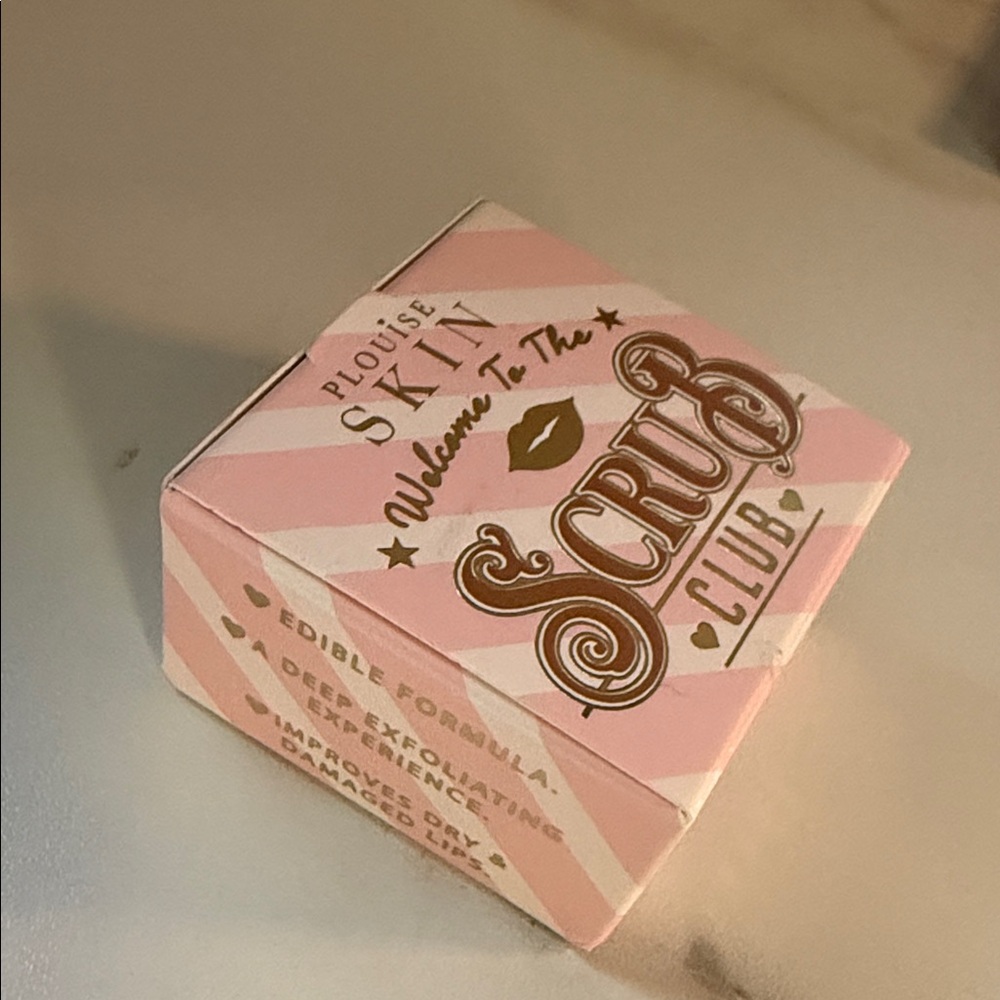 PLOUiSE
SKIN
Welcome To The
SCRUB
CLUB
EDIBLE FORMULA.
A DEEP EXFOLIATING
EXPERIENCE.
IMPROVES DRY &
DAMAGED LIPS.